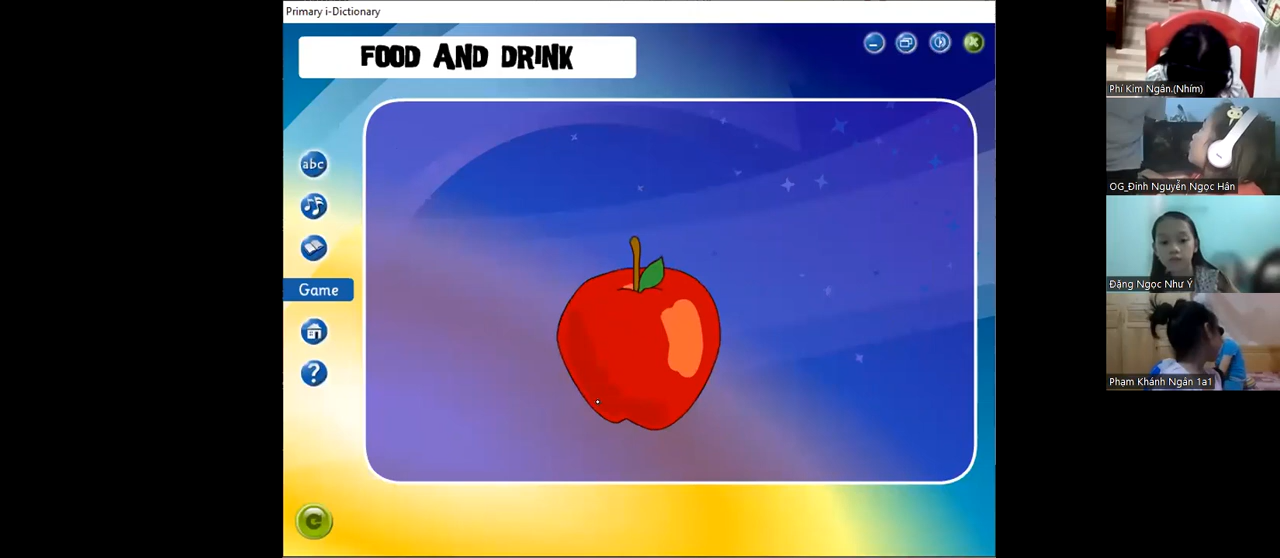 Primary i-Dictionary
FOOD AND DRINK
abc
Game
?
Phí Kim Ngân.(Nhím)
OG_Đinh Nguyễn Ngọc Hân
Đặng Ngọc Như Ý
Phạm Khánh Ngân 1a1